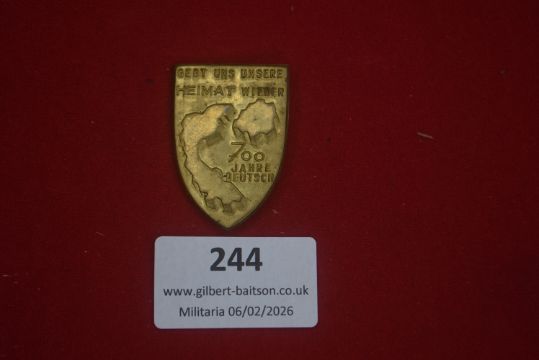 GEBT UNS UNSERE
HEIMAT WIEDER
700
JAHRE
DEUTSCH
244
www.gilbert-baitson.co.uk
Militaria 06/02/2026